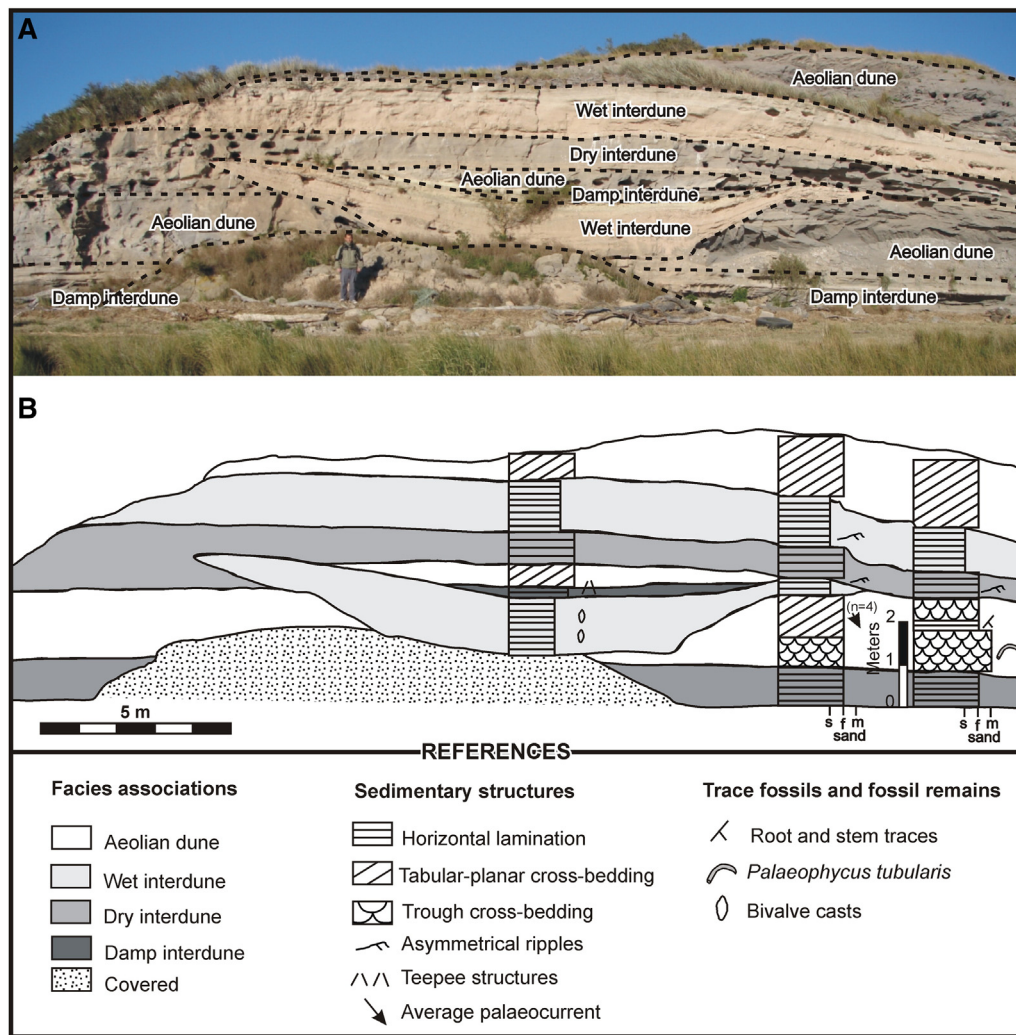 A
Aeolian dune
Wet interdune
Dry interdune
Aeolian dune
Damp interdune
Aeolian dune
Wet interdune
Aeolian dune
Damp interdune
Damp interdune
B
(n=4)
2
Meters
1
0
5 m
s f m
sand
s f m
sand
REFERENCES
Facies associations
Aeolian dune
Wet interdune
Dry interdune
Damp interdune
Covered
Sedimentary structures
Horizontal lamination
Tabular-planar cross-bedding
Trough cross-bedding
Asymmetrical ripples
Teepee structures
Average palaeocurrent
Trace fossils and fossil remains
Root and stem traces
Palaeophycus tubularis
Bivalve casts